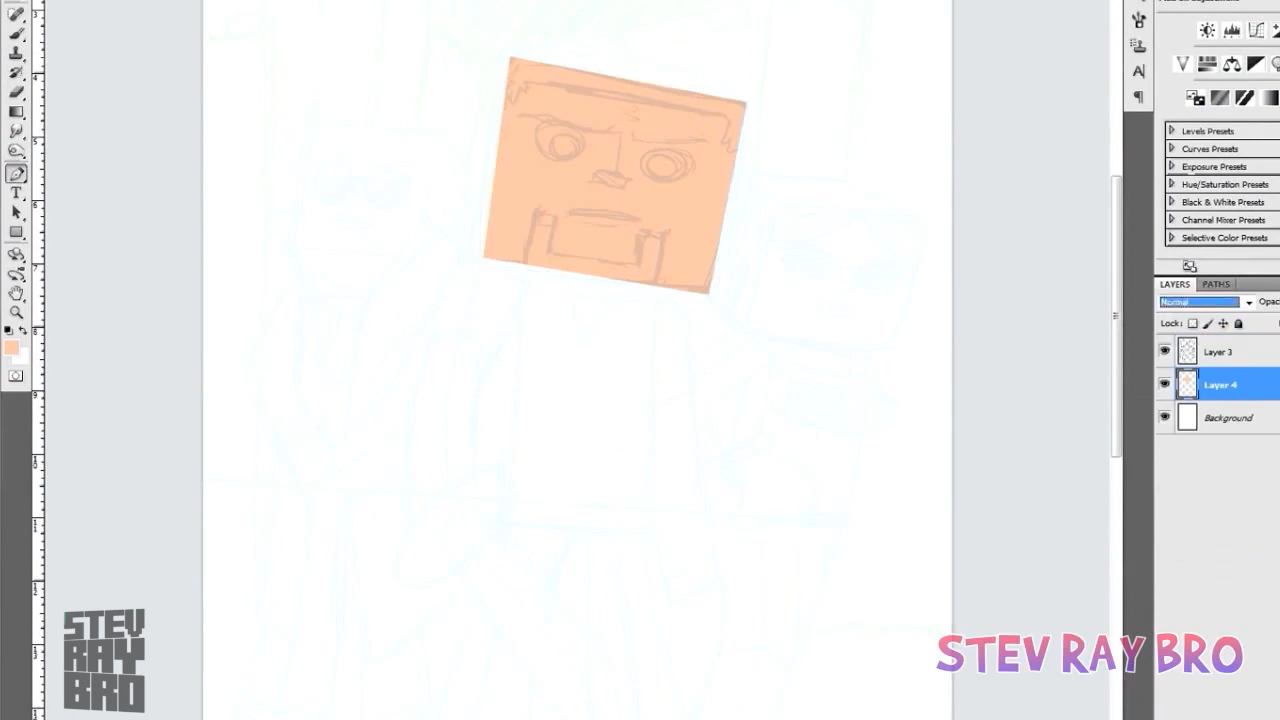 Levels Presets
Curves Presets
Exposure Presets
Hue/Saturation Presets
Black & White Presets
Channel Mixer Presets
Selective Color Presets
LAYERS PATHS
Normal Opac
Lock:
Layer 3
Layer 4
Background
STEV
RAY
BRO
STEV RAY BRO